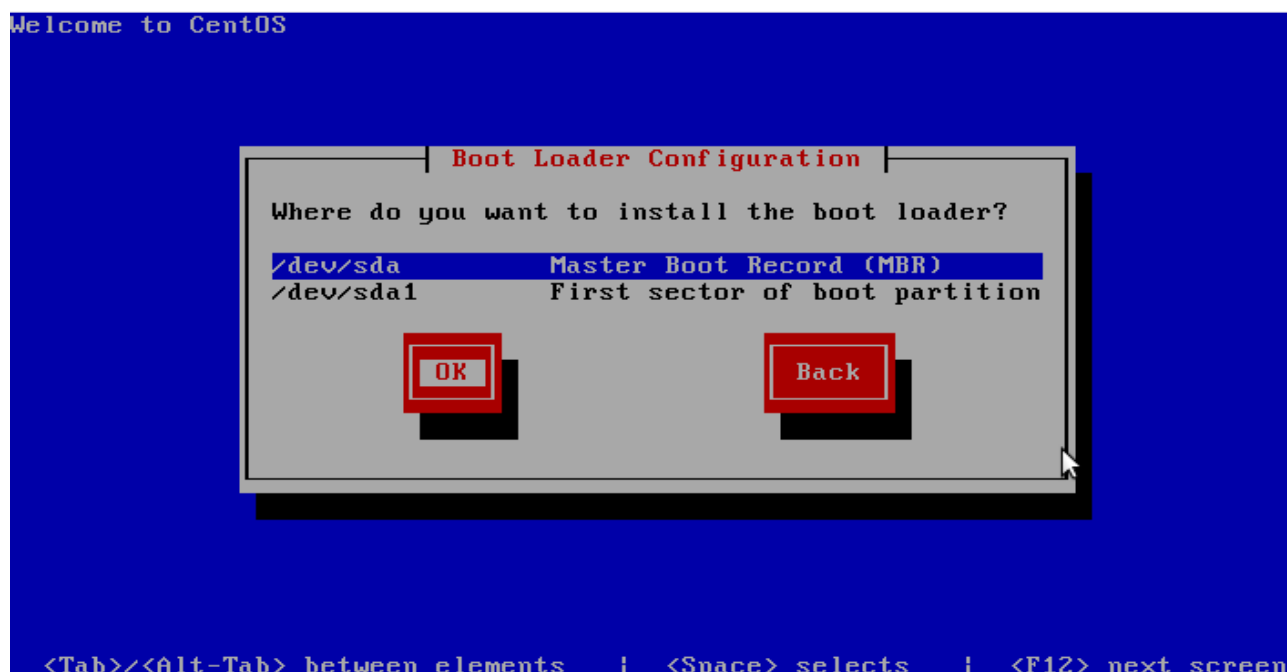 Welcome to CentOS
Boot Loader Configuration
Where do you want to install the boot loader?
/dev/sda Master Boot Record (MBR)
/dev/sda1 First sector of boot partition
OK Back
<Tab>/<Alt-Tab> between elements | <Space> selects | <F12> next screen